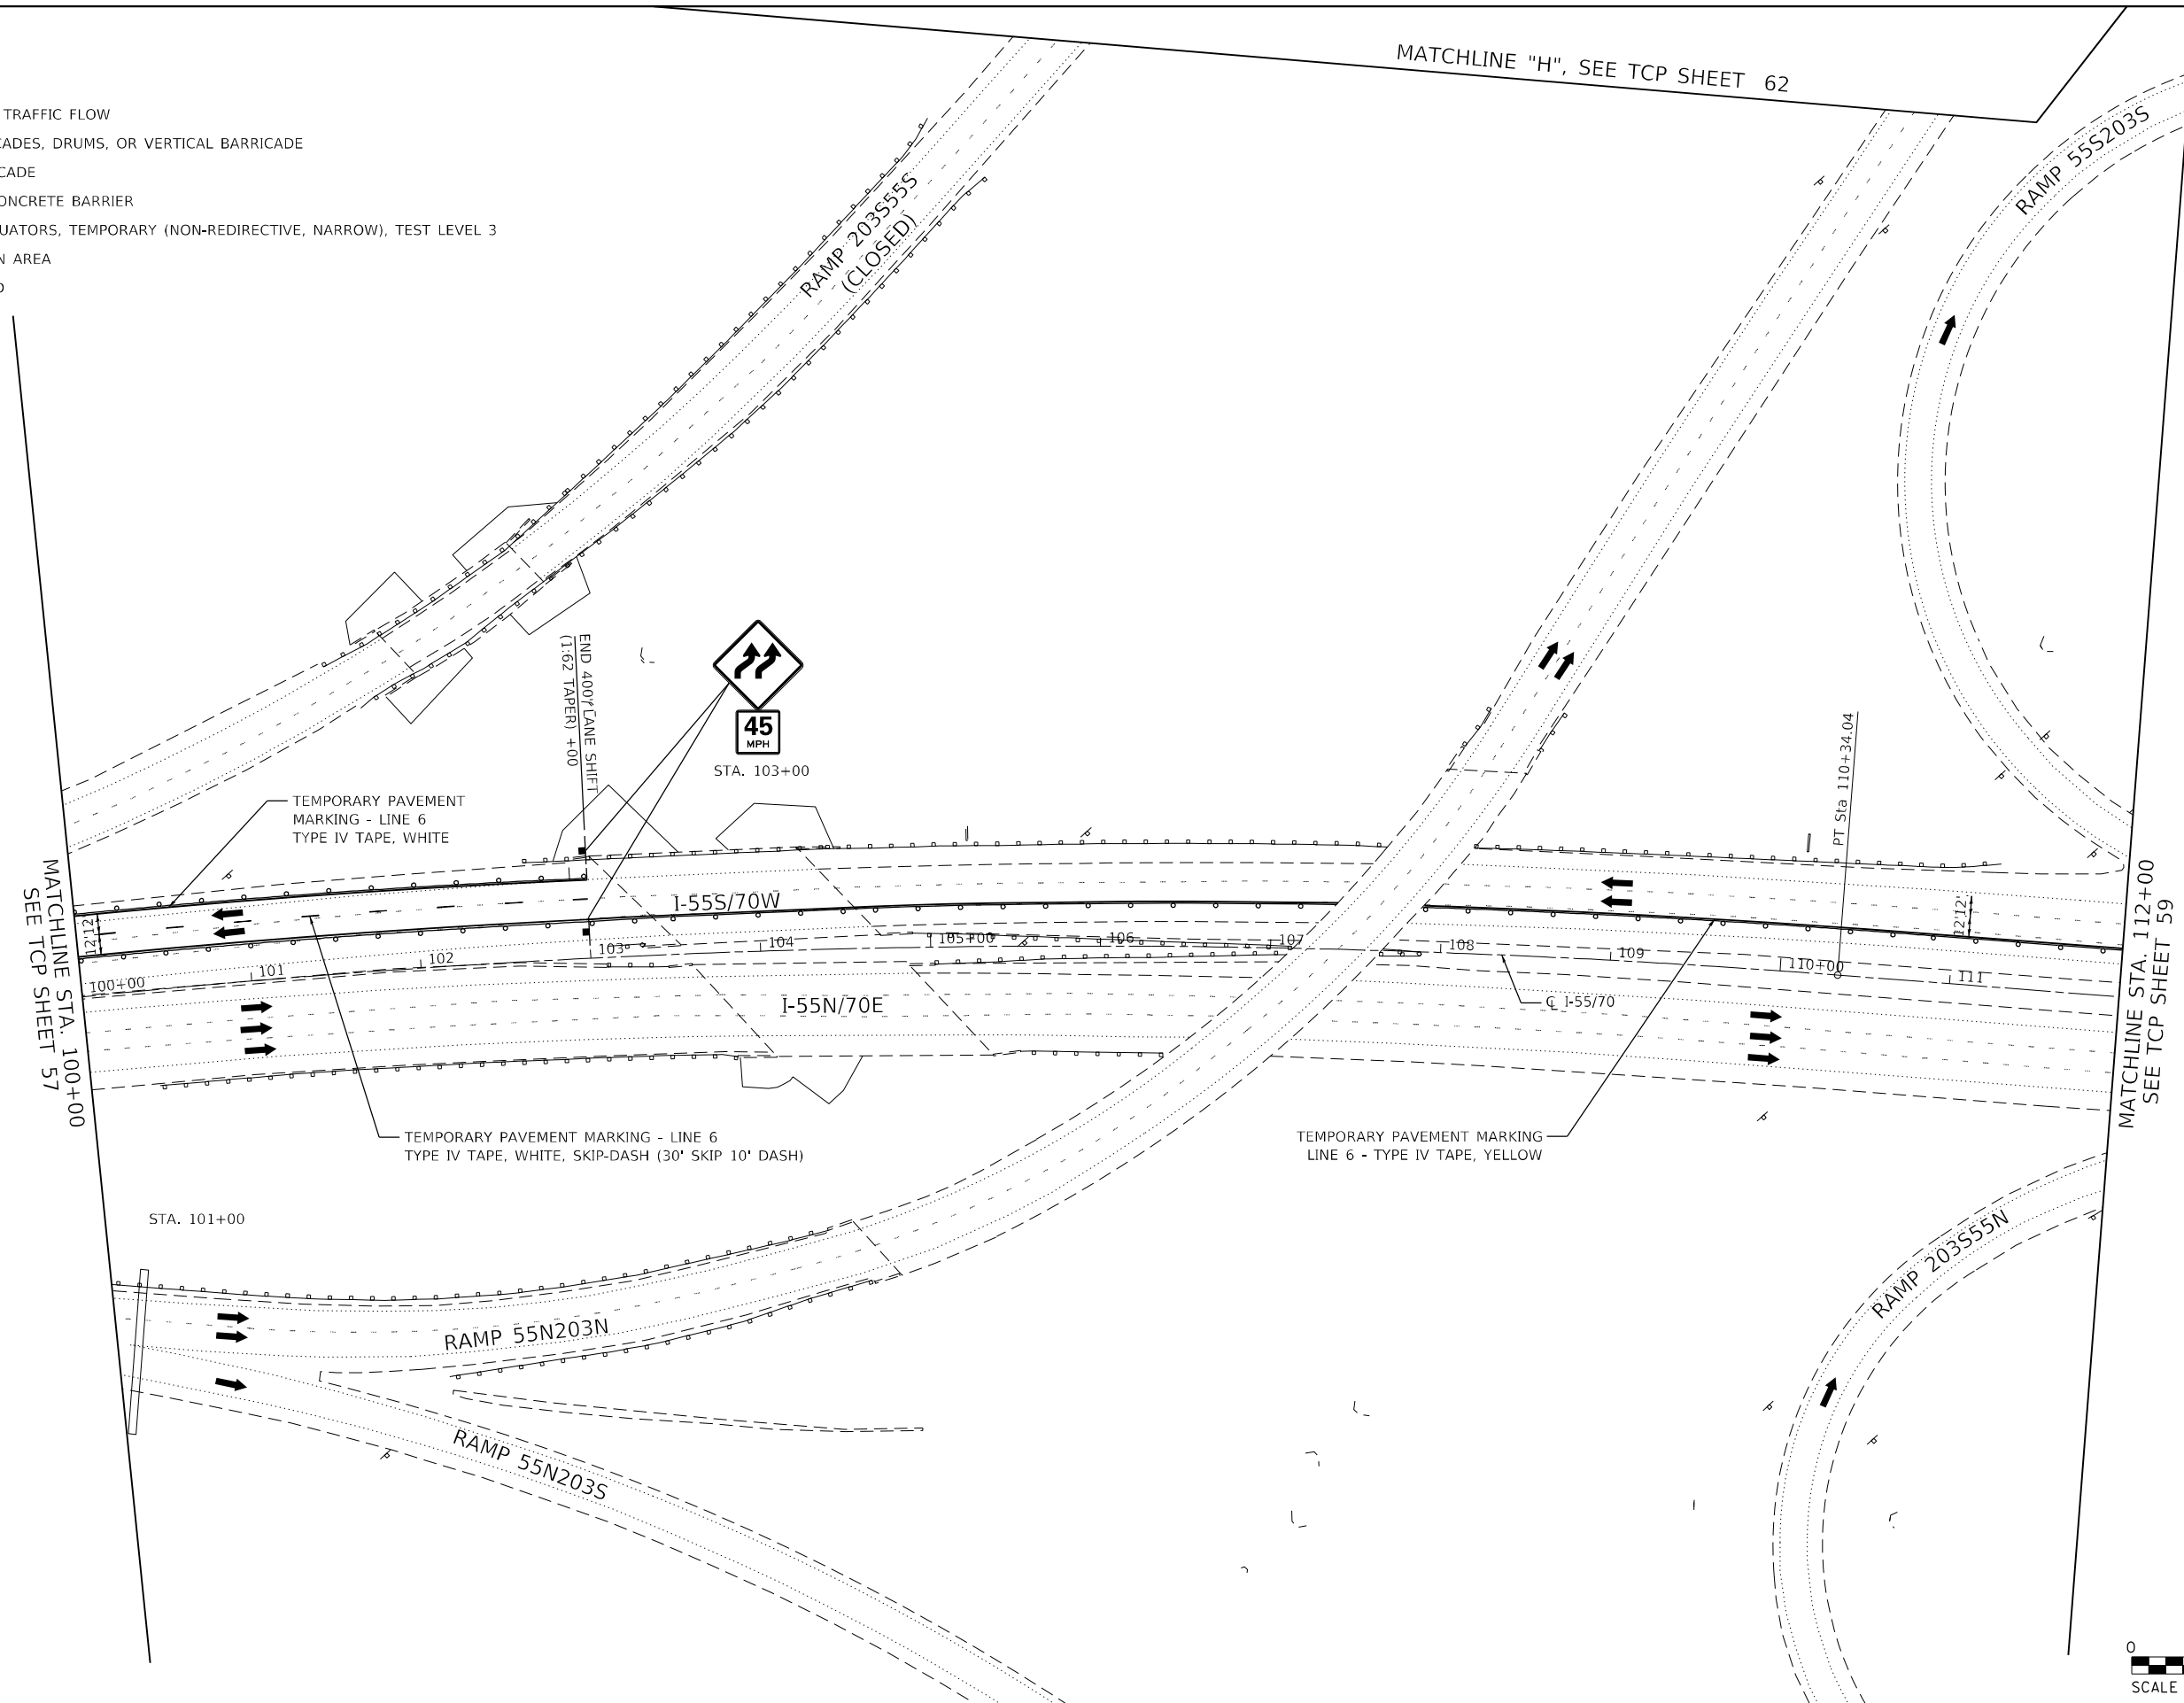 MATCHLINE "H", SEE TCP SHEET 62
TRAFFIC FLOW
CADES, DRUMS, OR VERTICAL BARRICADE
CADE
ONCRETE BARRIER
UATORS, TEMPORARY (NON-REDIRECTIVE, NARROW), TEST LEVEL 3
N AREA
RAMP 203S55S
(CLOSED)
RAMP 55S203S
END 400' LANE SHIFT
(1:62 TAPER) +00
45
MPH
STA. 103+00
PT Sta 110+34.04
TEMPORARY PAVEMENT
MARKING - LINE 6
TYPE IV TAPE, WHITE
MATCHLINE STA. 100+00
SEE TCP SHEET 57
12' 12'
I-55S/70W
12' 12'
100+00
101
102
103
104
105+00
106
107
108
109
110+00
111
I-55N/70E
℄ I-55/70
MATCHLINE STA. 112+00
SEE TCP SHEET 59
TEMPORARY PAVEMENT MARKING - LINE 6
TYPE IV TAPE, WHITE, SKIP-DASH (30' SKIP 10' DASH)
TEMPORARY PAVEMENT MARKING
LINE 6 - TYPE IV TAPE, YELLOW
STA. 101+00
RAMP 55N203N
RAMP 203S55N
RAMP 55N203S
0
SCALE